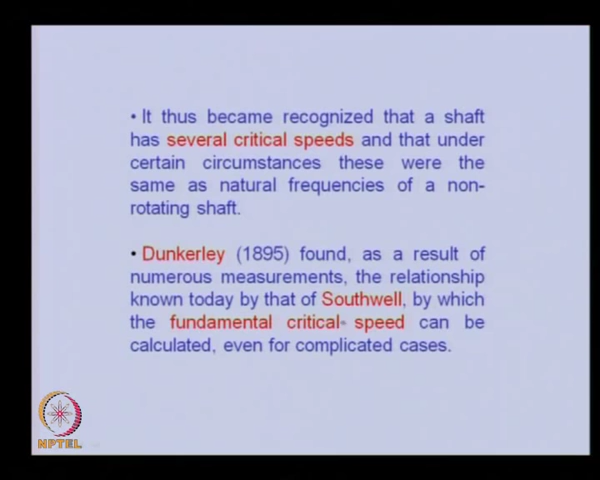 • It thus became recognized that a shaft
has several critical speeds and that under
certain circumstances these were the
same as natural frequencies of a non-
rotating shaft.
• Dunkerley (1895) found, as a result of
numerous measurements, the relationship
known today by that of Southwell, by which
the fundamental critical speed can be
calculated, even for complicated cases.
NPTEL